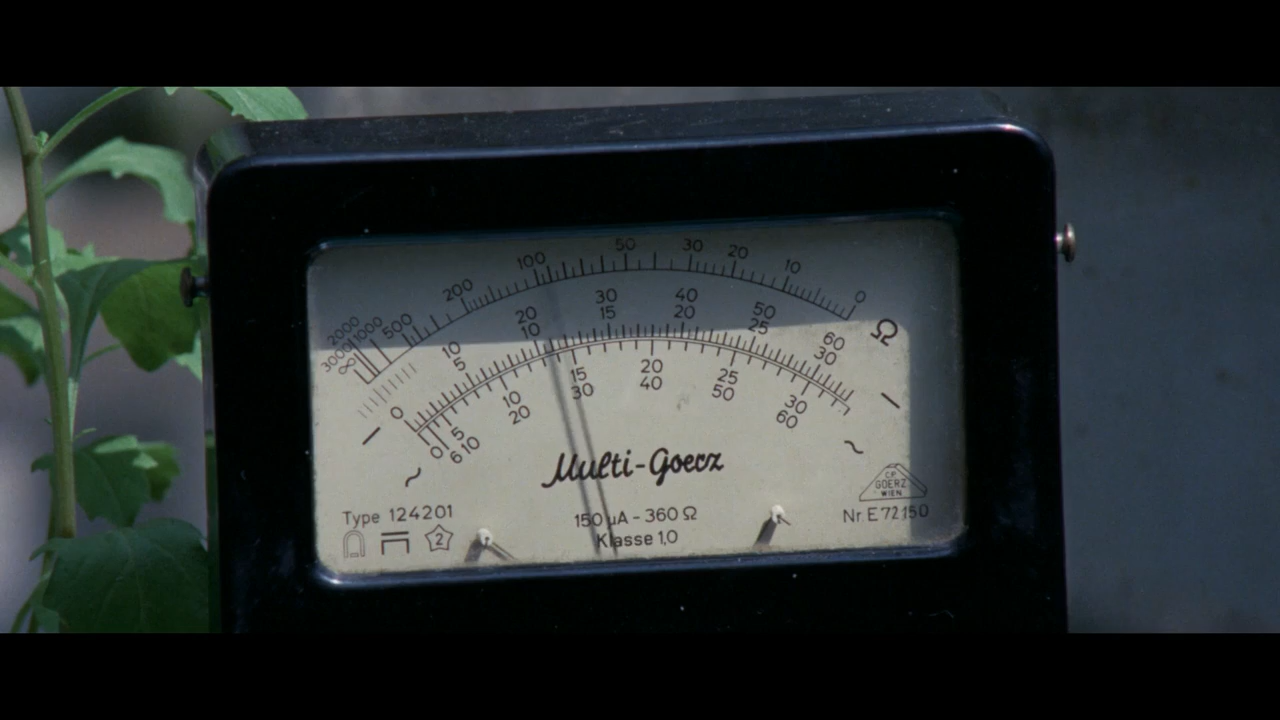 100 50 30 20 10 0
3000 2000 1000 500 200
∞
Ω
20 30 40 50 60
0 5 10 15 20 25 30
10
0 5 10 15 20 25 30
6 10 20 30 40 50 60
Multi-Goerz
C.P.
GOERZ
WIEN
Type 124201
150 µA - 360 Ω
Nr. E 72150
2
Klasse 1,0